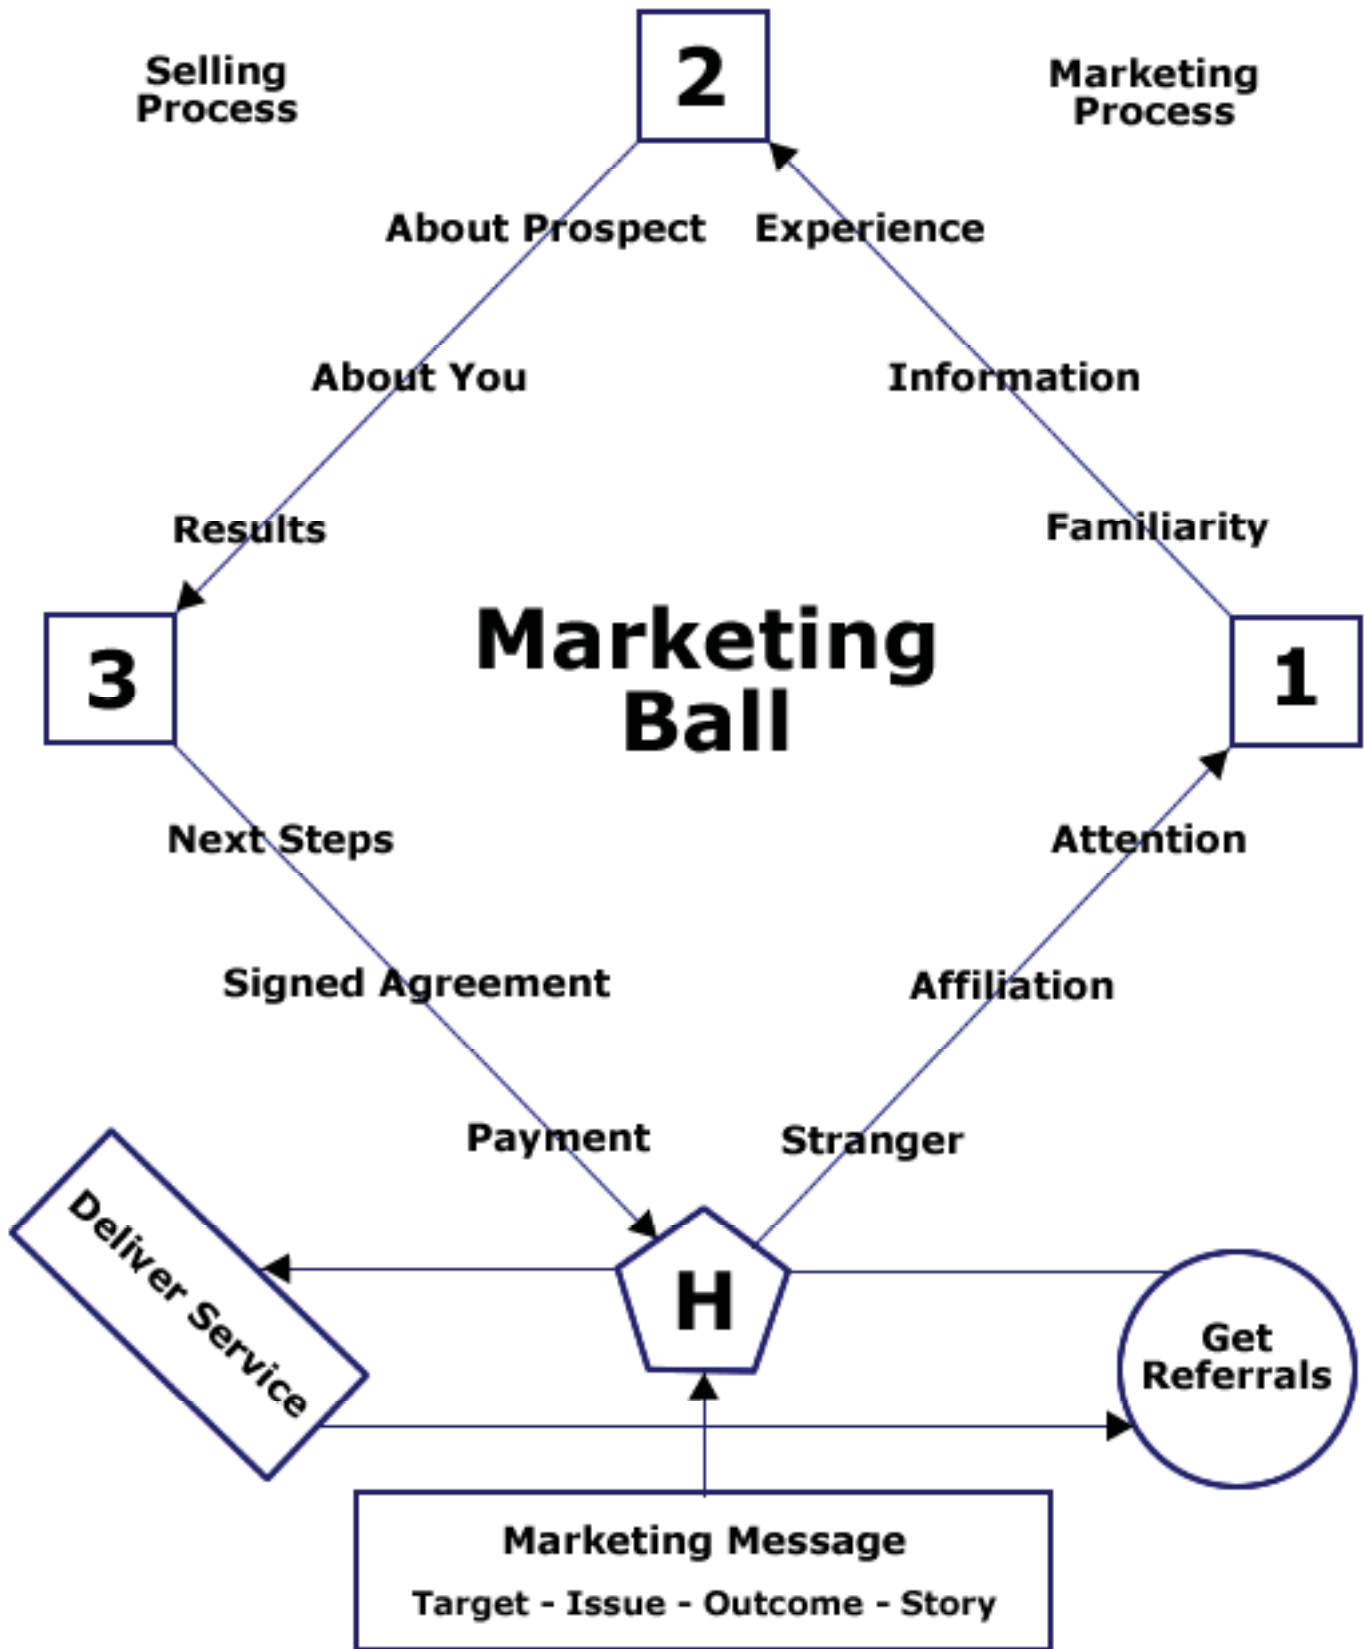 2
Selling
Process
Marketing
Process
About Prospect
Experience
About You
Information
Results
Familiarity
Marketing
Ball
3
1
Next Steps
Attention
Signed Agreement
Affiliation
Payment
Stranger
Deliver Service
H
Get
Referrals
Marketing Message
Target - Issue - Outcome - Story